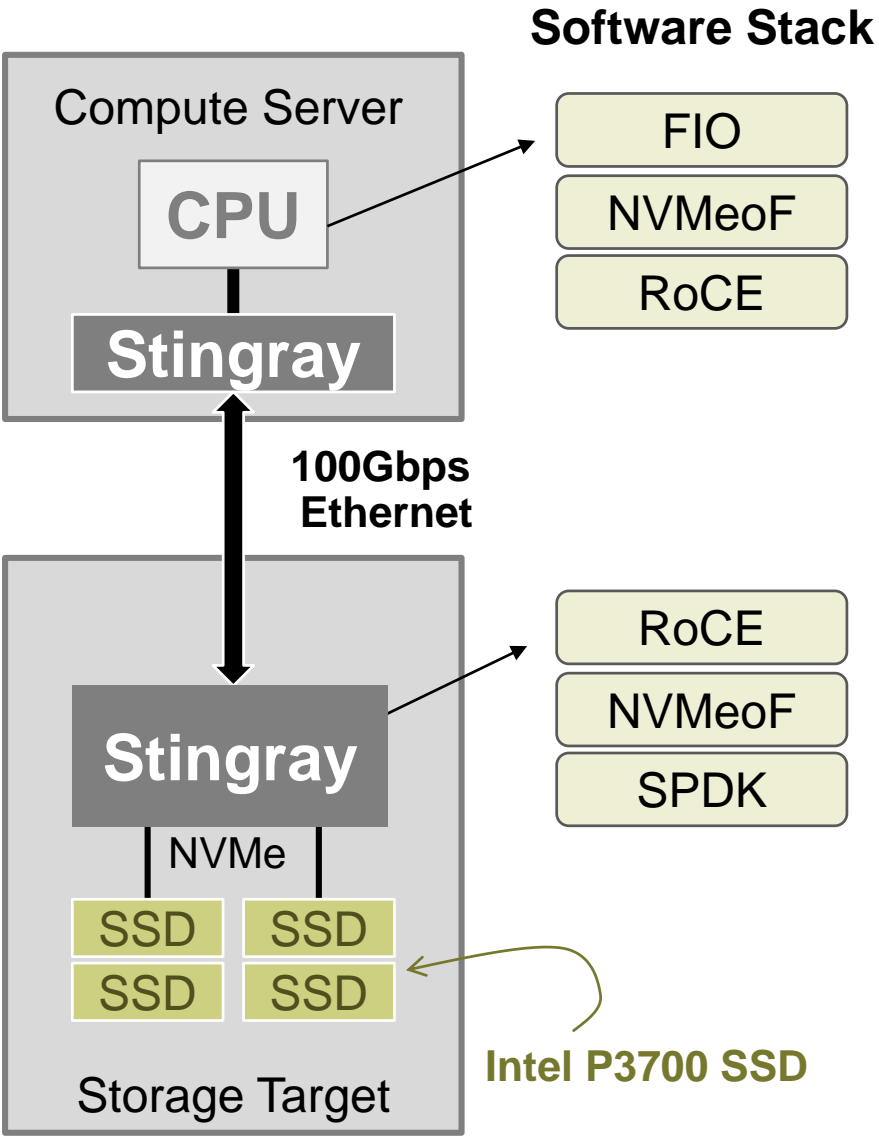 Software Stack
Compute Server
CPU
Stingray
FIO
NVMeoF
RoCE
100Gbps
Ethernet
Stingray
NVMe
SSD SSD
SSD SSD
Storage Target
RoCE
NVMeoF
SPDK
Intel P3700 SSD